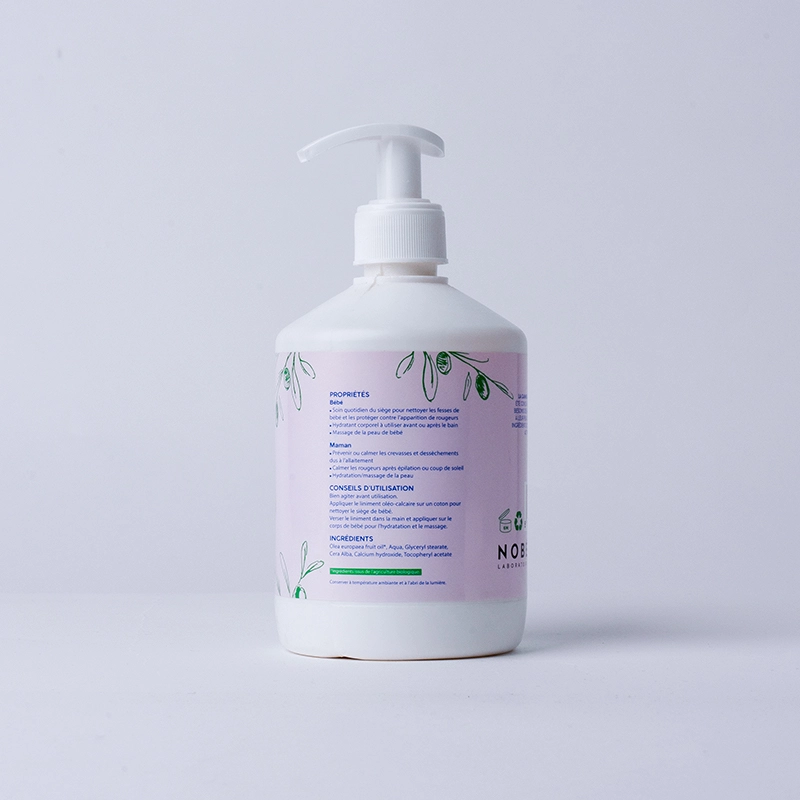 PROPRIÉTÉS
Bébé
• Soin quotidien du siège pour nettoyer les fesses de
bébé et les protéger contre l'apparition de rougeurs
• Hydratant corporel à utiliser avant ou après le bain
• Massage de la peau de bébé
Maman
• Prévenir ou calmer les crevasses et dessèchements
dus à l'allaitement
• Calmer les rougeurs après épilation ou coup de soleil
• Hydratation/massage de la peau
CONSEILS D'UTILISATION
Bien agiter avant utilisation.
Appliquer le liniment oléo-calcaire sur un coton pour
nettoyer le siège de bébé.
Verser le liniment dans la main et appliquer sur le
corps de bébé pour l'hydratation et le massage.
INGRÉDIENTS
Olea europaea fruit oil*, Aqua, Glyceryl stearate,
Cera Alba, Calcium hydroxide, Tocopheryl acetate
*Ingrédients issus de l'agriculture biologique
Conserver à température ambiante et à l'abri de la lumière.